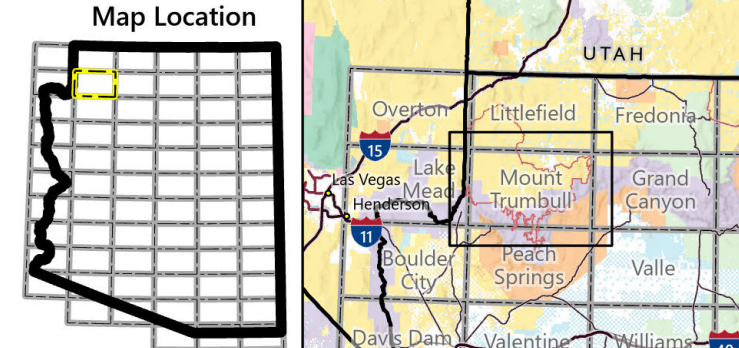 Map Location
UTAH
Overton
Littlefield
Fredonia
15
Las Vegas
Lake
Mead
Henderson
Mount
Trumbull
Grand
Canyon
11
Boulder
City
Peach
Springs
Valle
Davis Dam
Valentine
Williams
40